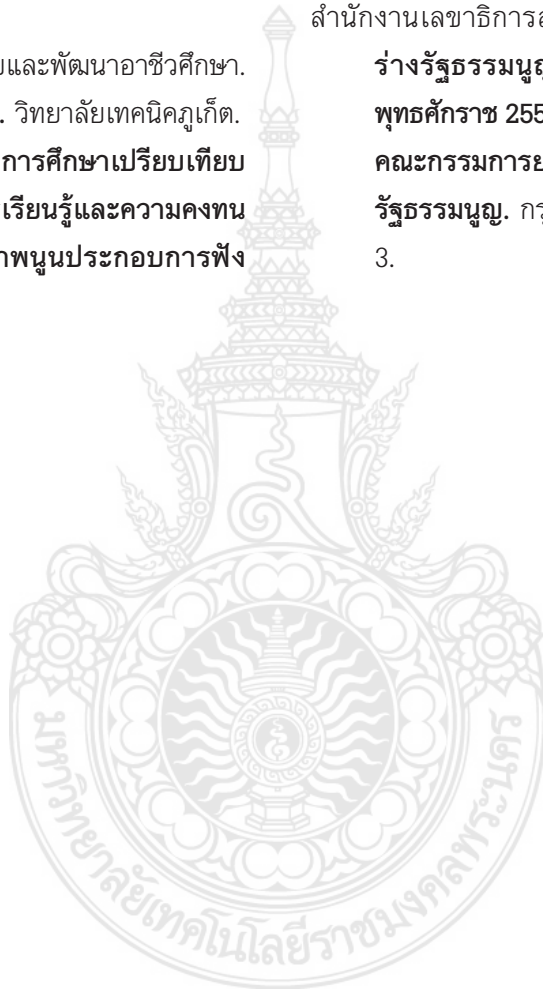 ยและพัฒนาอาชีวศึกษา.
. วิทยาลัยเทคนิคภูเก็ต.
การศึกษาเปรียบเทียบ
เรียนรู้และความคงทน
าพนูนประกอบการฟัง
สำนักงานเลขาธิการส
ร่างรัฐธรรมนูญ
พุทธศักราช 255
คณะกรรมการย
รัฐธรรมนูญ. กรุ
3.
มหาวิทยาลัยเทคโนโลยีราชมงคลพระนคร